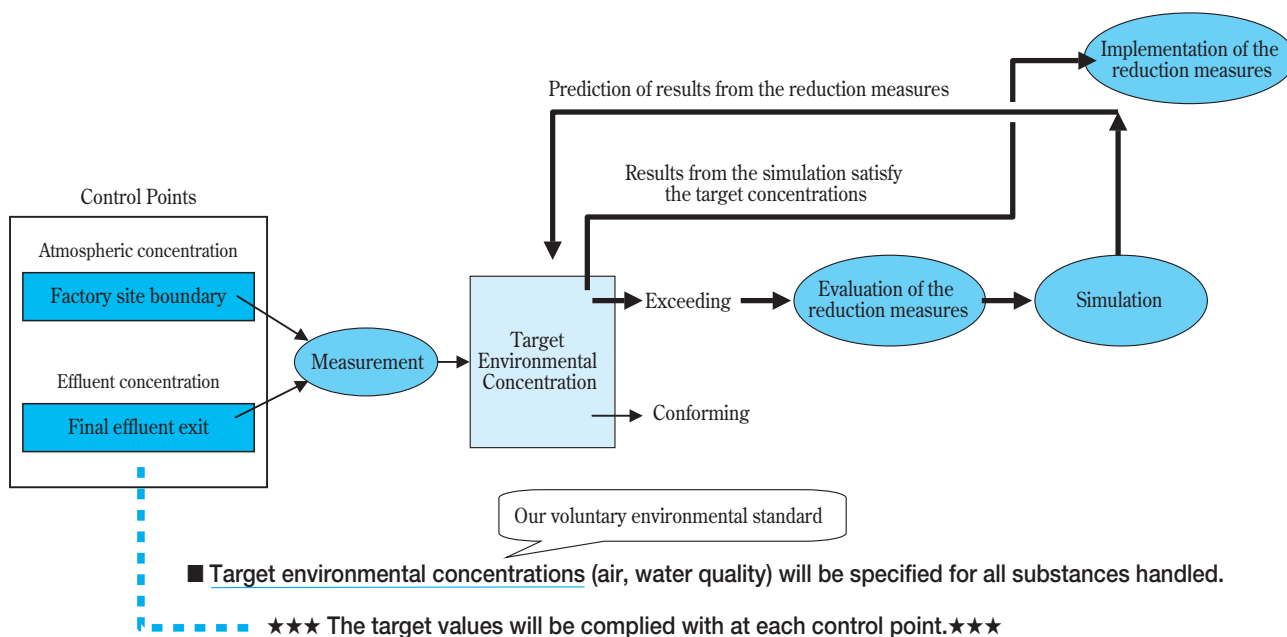 Implementation of the
reduction measures
Prediction of results from the reduction measures
Results from the simulation satisfy
the target concentrations
Control Points
Atmospheric concentration
Factory site boundary
Effluent concentration
Final effluent exit
Measurement
Target
Environmental
Concentration
Exceeding
Conforming
Evaluation of the
reduction measures
Simulation
Our voluntary environmental standard
■ Target environmental concentrations (air, water quality) will be specified for all substances handled.
★★★ The target values will be complied with at each control point.★★★